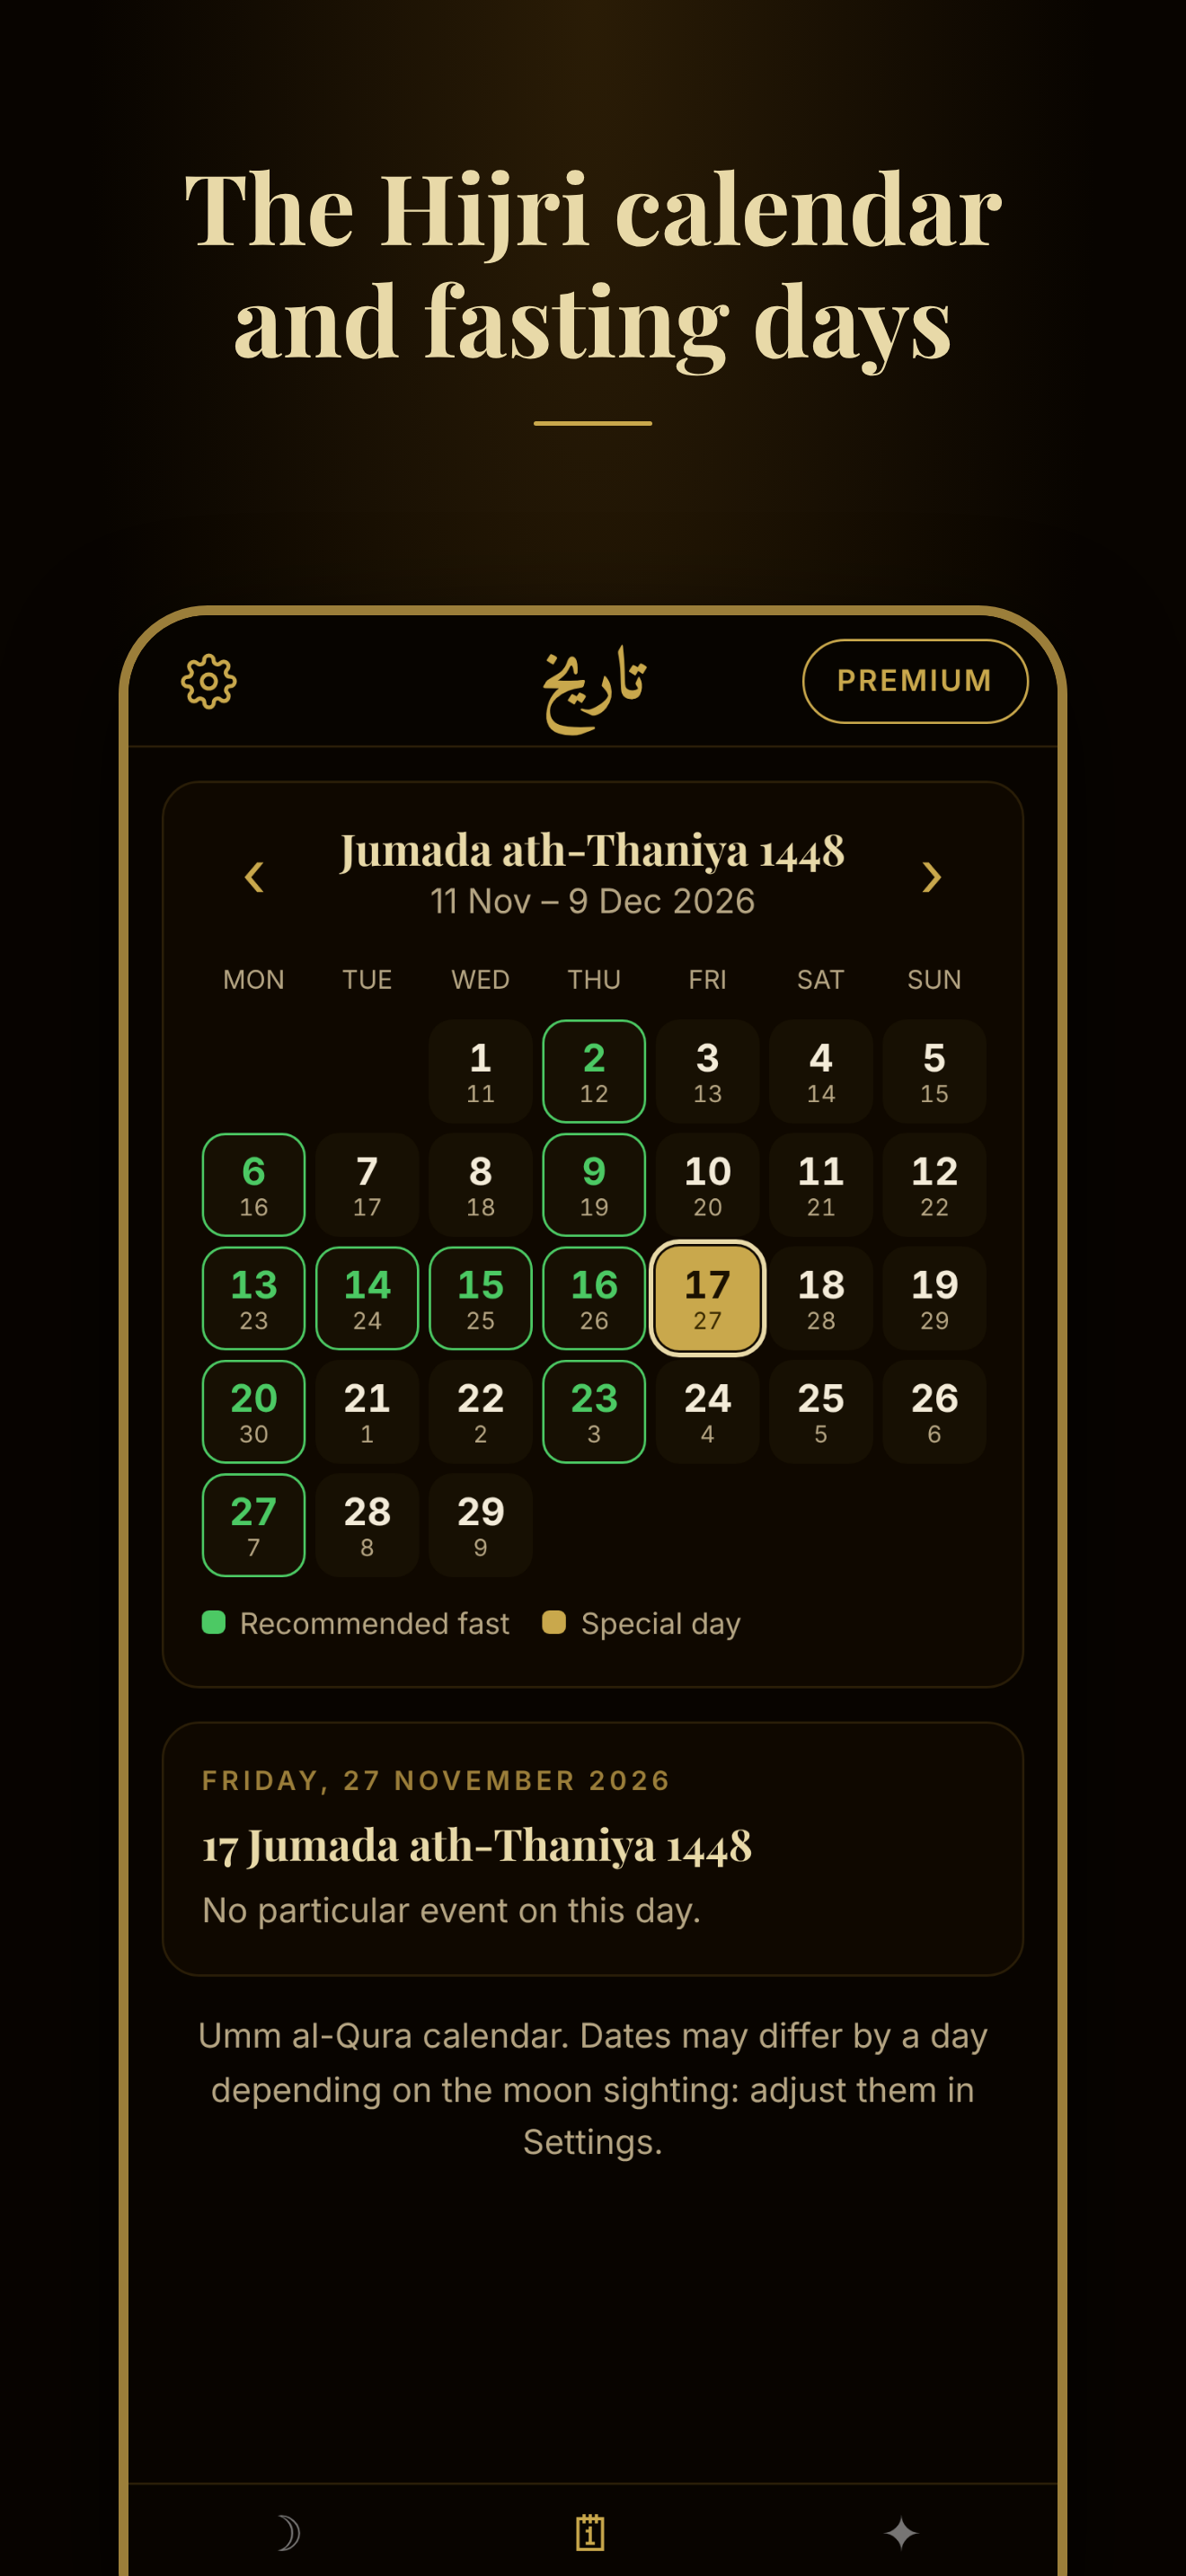 The Hijri calendar
and fasting days
تاريخ
PREMIUM
‹ Jumada ath-Thaniya 1448 ›
11 Nov – 9 Dec 2026
MON TUE WED THU FRI SAT SUN
1 2 3 4 5
11 12 13 14 15
6 7 8 9 10 11 12
16 17 18 19 20 21 22
13 14 15 16 17 18 19
23 24 25 26 27 28 29
20 21 22 23 24 25 26
30 1 2 3 4 5 6
27 28 29
7 8 9
Recommended fast Special day
FRIDAY, 27 NOVEMBER 2026
17 Jumada ath-Thaniya 1448
No particular event on this day.
Umm al-Qura calendar. Dates may differ by a day
depending on the moon sighting: adjust them in
Settings.
1